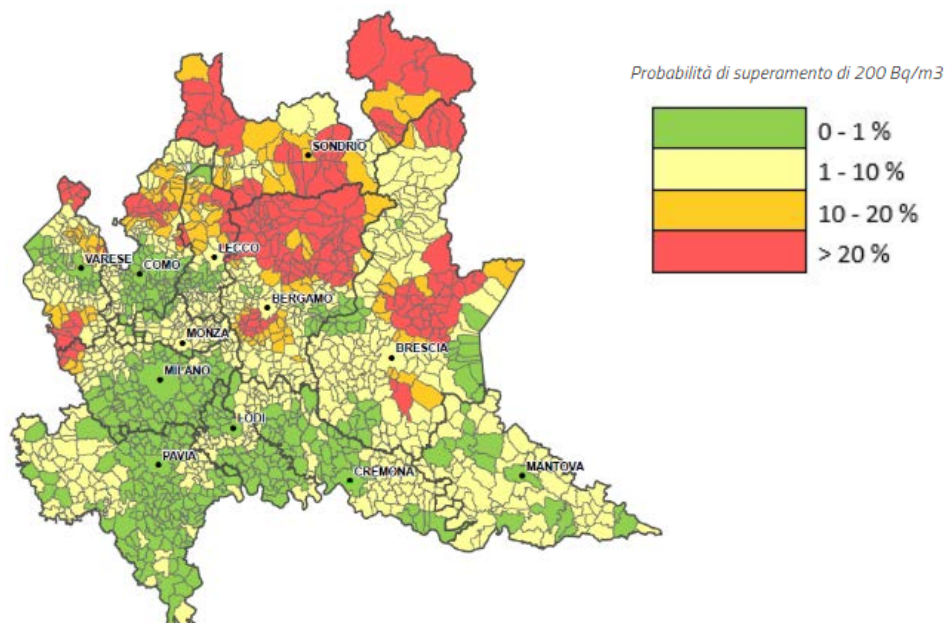 Probabilità di superamento di 200 Bq/m3
0 - 1 %
1 - 10 %
10 - 20 %
> 20 %
SONDRIO
LECCO
VARESE
COMO
BERGAMO
MONZA
BRESCIA
MILANO
LODI
PAVIA
CREMONA
MANTOVA